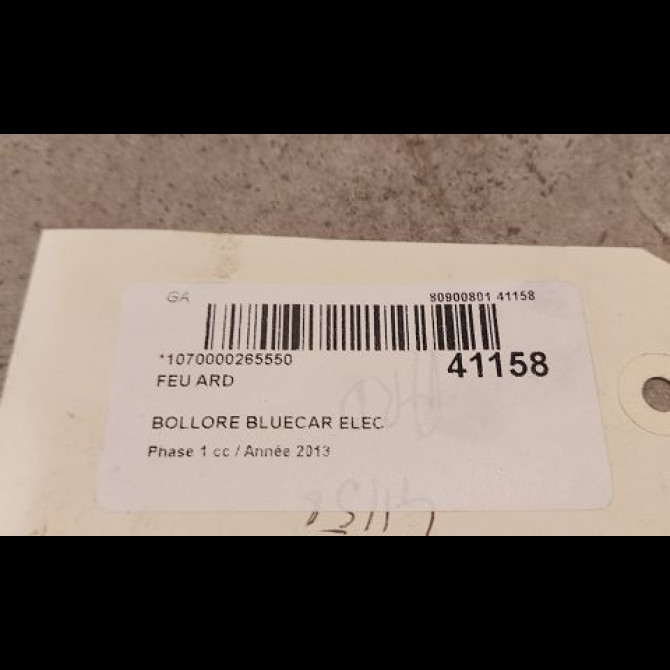 GA 80900801 41158
*1070000265550 41158
FEU ARD
BOLLORE BLUECAR ELEC
Phase 1 cc / Année 2013